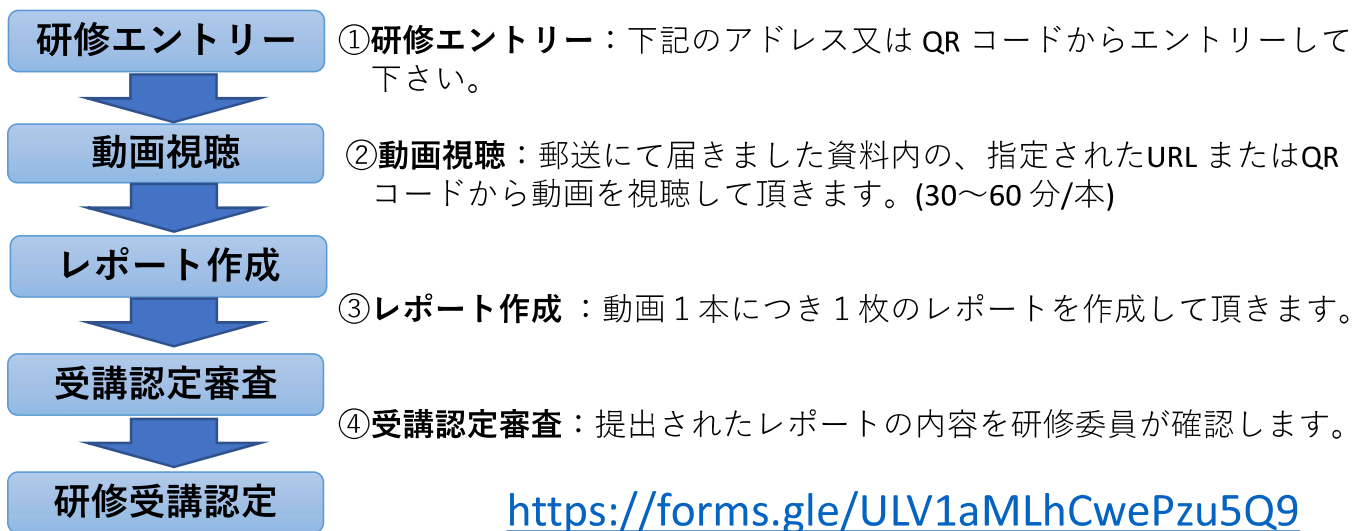 研修エントリー
①研修エントリー：下記のアドレス又は QR コードからエントリーして
下さい。
動画視聴
②動画視聴：郵送にて届きました資料内の、指定されたURL またはQR
コードから動画を視聴して頂きます。(30～60 分/本)
レポート作成
③レポート作成 ：動画１本につき１枚のレポートを作成して頂きます。
受講認定審査
④受講認定審査：提出されたレポートの内容を研修委員が確認します。
研修受講認定
https://forms.gle/ULV1aMLhCwePzu5Q9